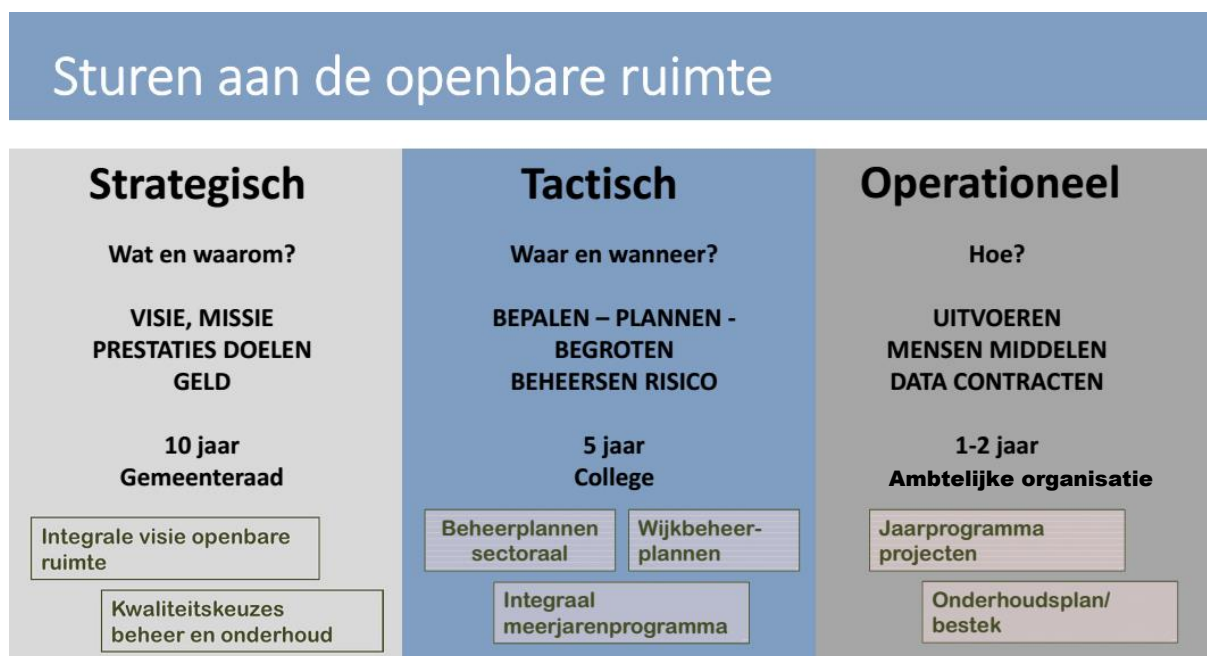 Sturen aan de openbare ruimte
Strategisch
Wat en waarom?
VISIE, MISSIE
PRESTATIES DOELEN
GELD
10 jaar
Gemeenteraad
Integrale visie openbare
ruimte
Kwaliteitskeuzes
beheer en onderhoud
Tactisch
Waar en wanneer?
BEPALEN – PLANNEN -
BEGROTEN
BEHEERSEN RISICO
5 jaar
College
Beheerplannen
sectoraal
Wijkbeheer-
plannen
Integraal
meerjarenprogramma
Operationeel
Hoe?
UITVOEREN
MENSEN MIDDELEN
DATA CONTRACTEN
1-2 jaar
Ambtelijke organisatie
Jaarprogramma
projecten
Onderhoudsplan/
bestek